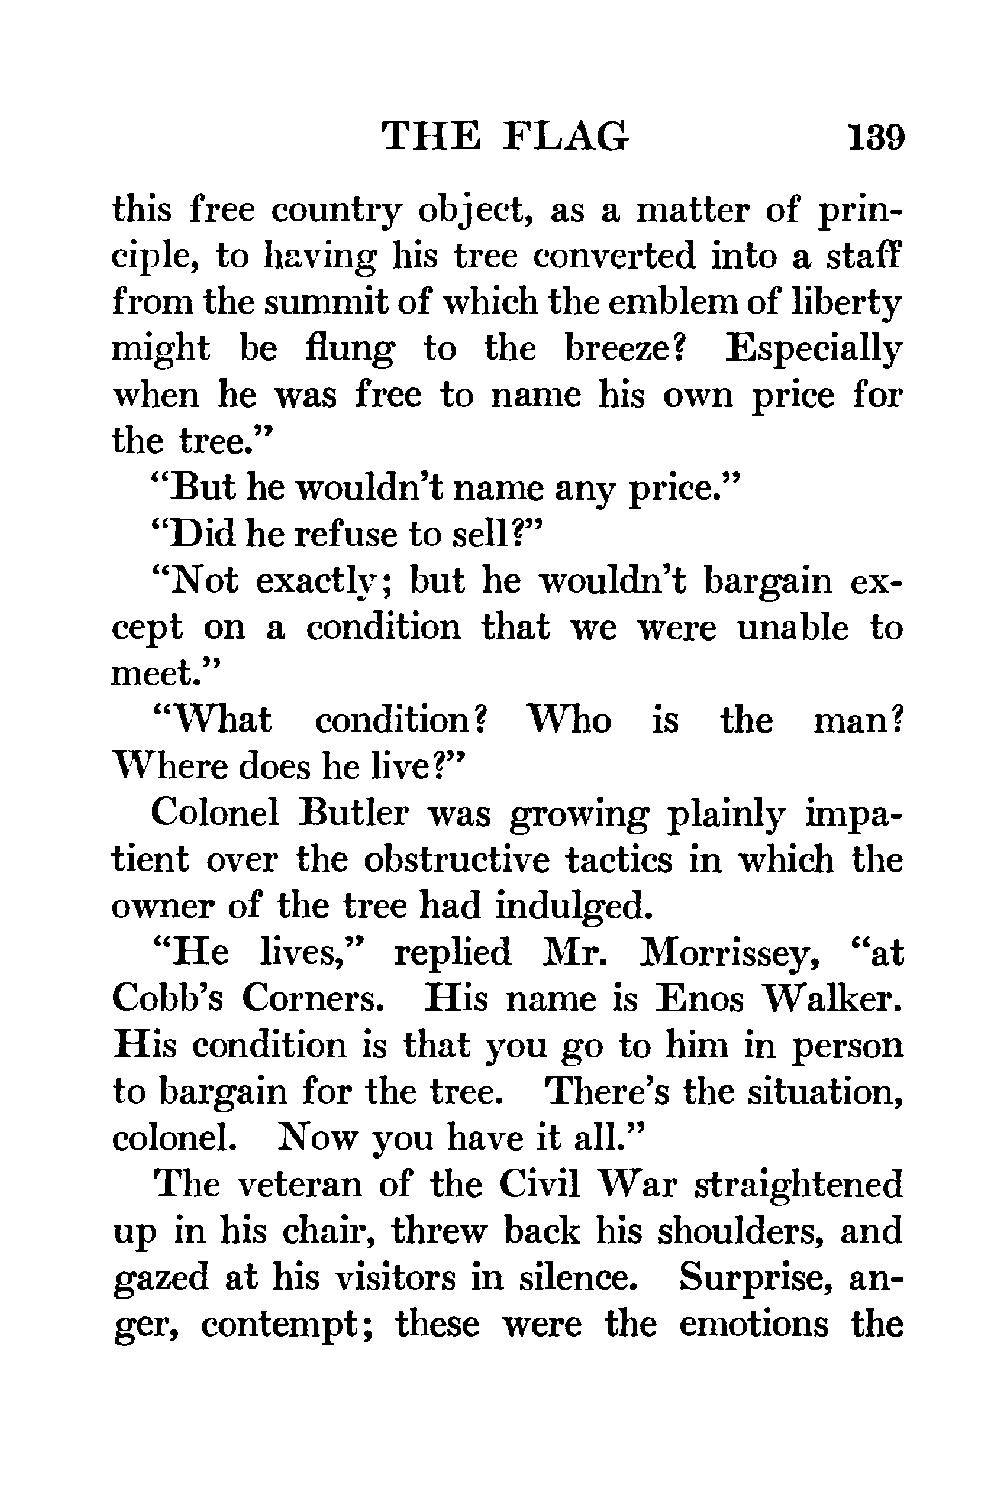 THE FLAG 139
this free country object, as a matter of prin-
ciple, to having his tree converted into a staff
from the summit of which the emblem of liberty
might be flung to the breeze? Especially
when he was free to name his own price for
the tree.”
“But he wouldn’t name any price.”
“Did he refuse to sell?”
“Not exactly; but he wouldn’t bargain ex-
cept on a condition that we were unable to
meet.”
“What condition? Who is the man?
Where does he live?”
Colonel Butler was growing plainly impa-
tient over the obstructive tactics in which the
owner of the tree had indulged.
“He lives,” replied Mr. Morrissey, “at
Cobb’s Corners. His name is Enos Walker.
His condition is that you go to him in person
to bargain for the tree. There’s the situation,
colonel. Now you have it all.”
The veteran of the Civil War straightened
up in his chair, threw back his shoulders, and
gazed at his visitors in silence. Surprise, an-
ger, contempt; these were the emotions the